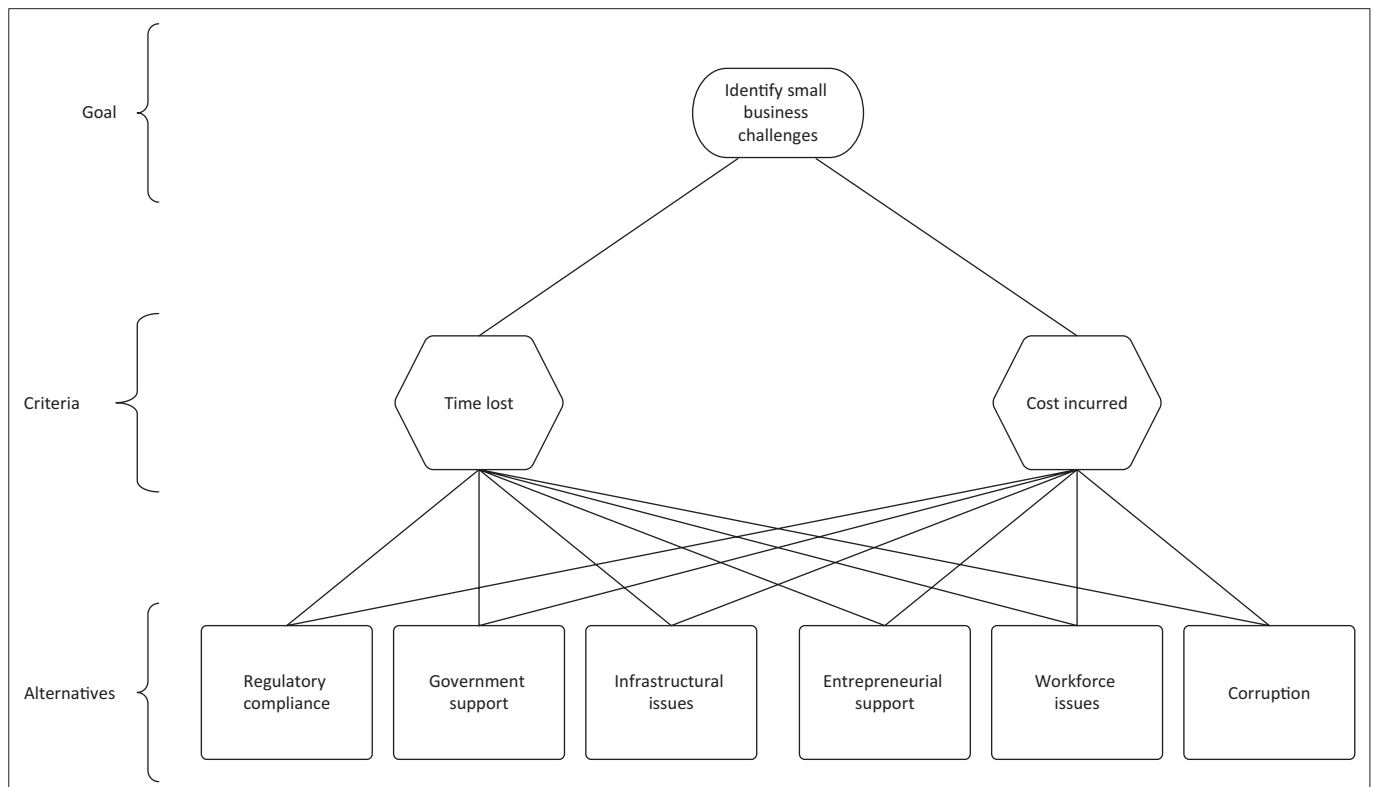 Goal
Identify small
business
challenges
Criteria
Time lost
Cost incurred
Alternatives
Regulatory
compliance
Government
support
Infrastructural
issues
Entrepreneurial
support
Workforce
issues
Corruption